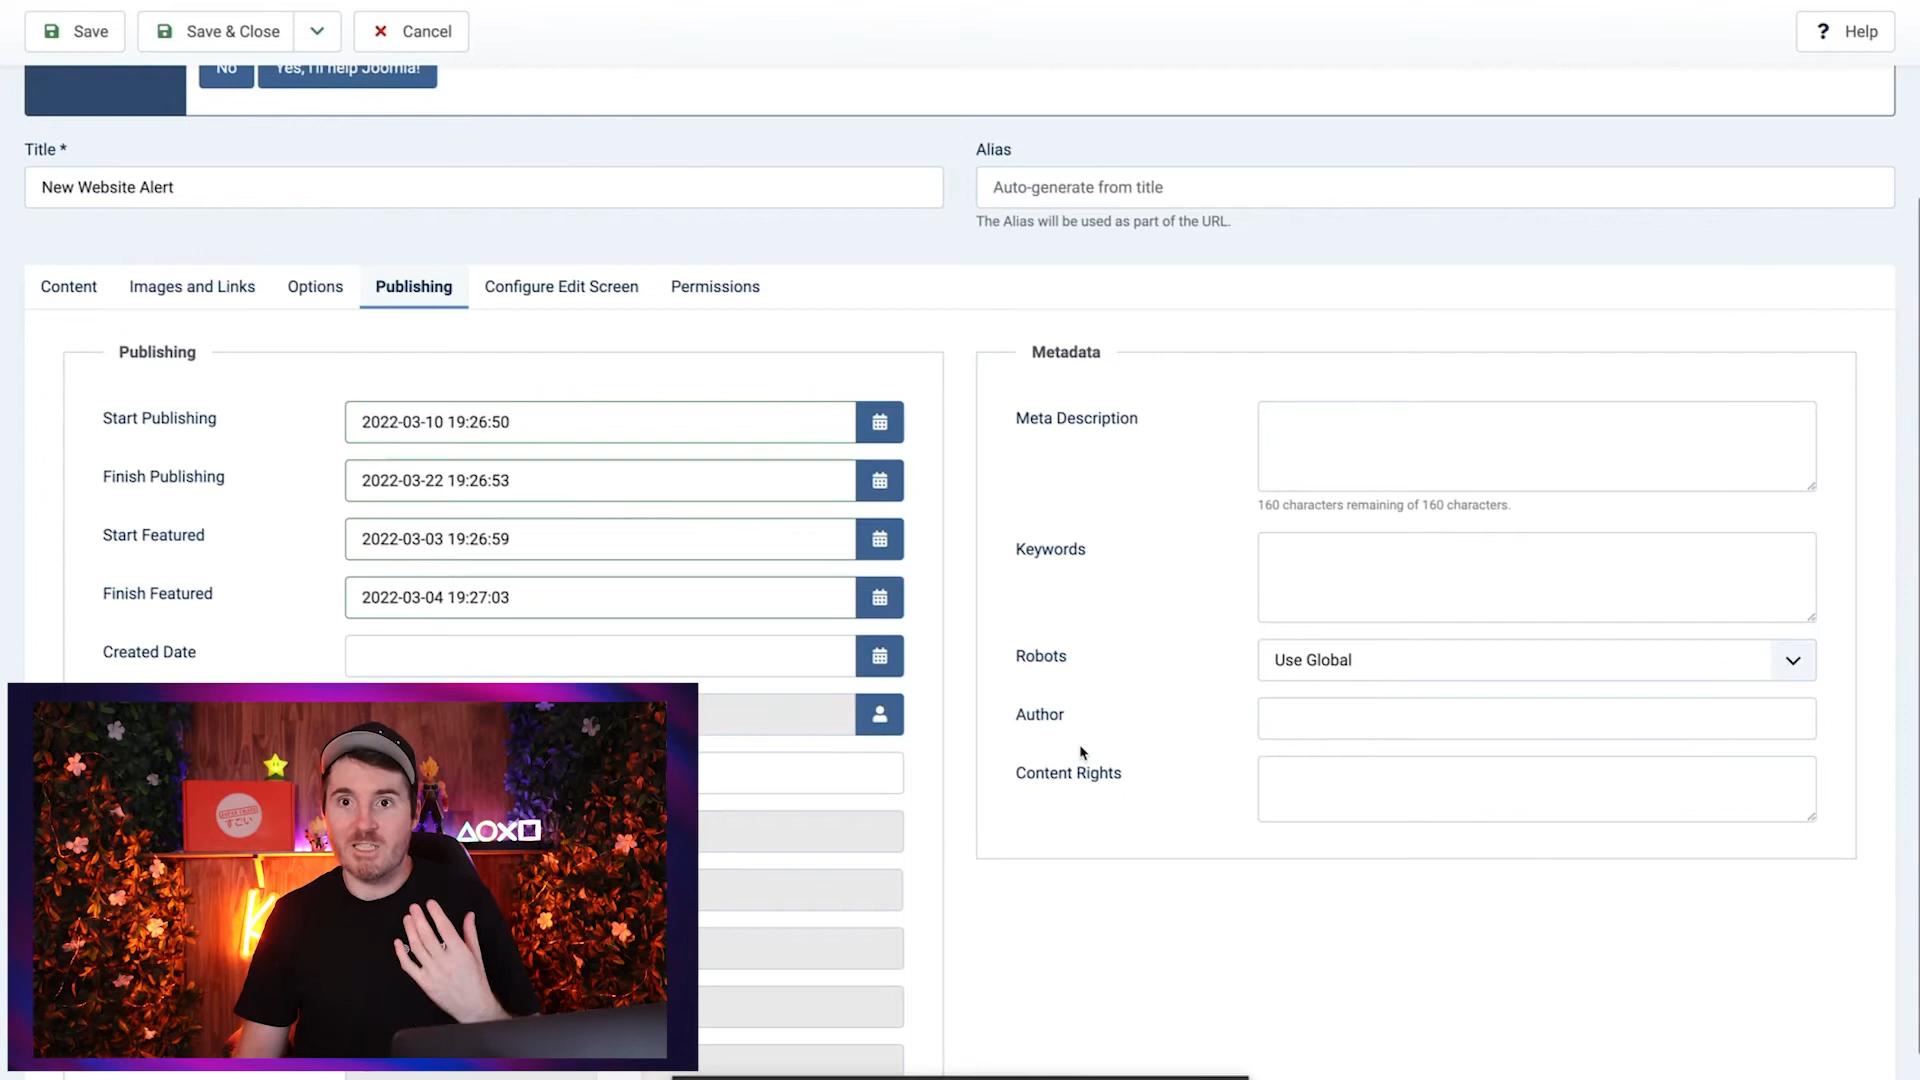 Save
Save & Close
Cancel
? Help
No
Yes, I'll help Joomla!
Title *
Alias
New Website Alert
Auto-generate from title
The Alias will be used as part of the URL.
Content
Images and Links
Options
Publishing
Configure Edit Screen
Permissions
Publishing
Start Publishing
2022-03-10 19:26:50
Finish Publishing
2022-03-22 19:26:53
Start Featured
2022-03-03 19:26:59
Finish Featured
2022-03-04 19:27:03
Created Date
Metadata
Meta Description
160 characters remaining of 160 characters.
Keywords
Robots
Use Global
Author
Content Rights
すごい
K